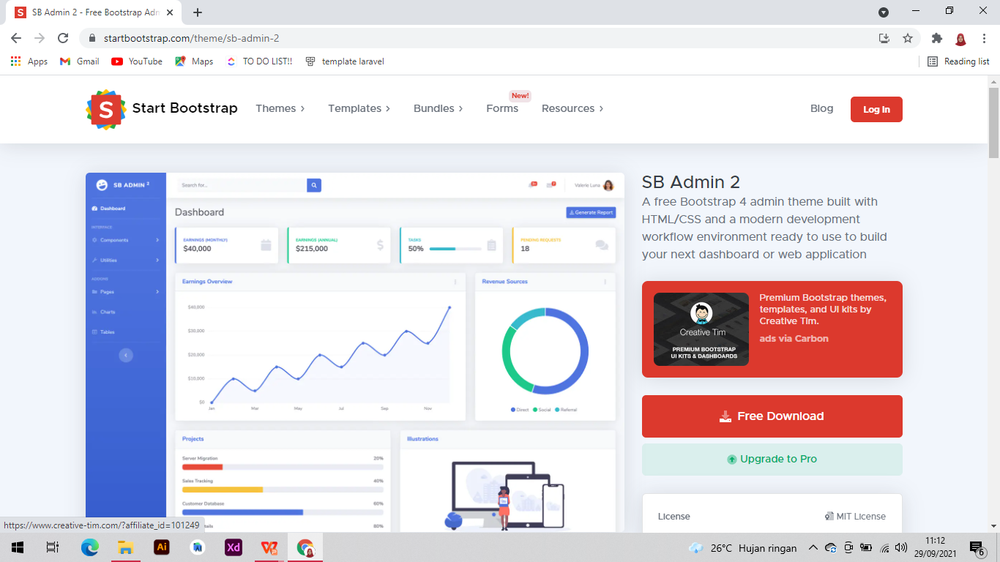 SB Admin 2 - Free Bootstrap Adm
startbootstrap.com/theme/sb-admin-2
Apps Gmail YouTube Maps TO DO LIST!! template laravel Reading list
S Start Bootstrap Themes Templates Bundles Forms New! Resources Blog Log In
SB ADMIN 2
Dashboard
INTERFACE
Components
Utilities
ADDONS
Pages
Charts
Tables
Search for...
Valerie Luna
Dashboard
Generate Report
EARNINGS (MONTHLY)
$40,000
EARNINGS (ANNUAL)
$215,000
TASKS
50%
PENDING REQUESTS
18
Earnings Overview
$40,000
$30,000
$20,000
$10,000
$0
Jan Mar May Jul Sep Nov
Revenue Sources
Direct Social Referral
Projects
Server Migration 20%
Sales Tracking 40%
Customer Database 60%
80%
Illustrations
SB Admin 2
A free Bootstrap 4 admin theme built with
HTML/CSS and a modern development
workflow environment ready to use to build
your next dashboard or web application
Creative Tim
PREMIUM BOOTSTRAP
UI KITS & DASHBOARDS
Premium Bootstrap themes,
templates, and UI kits by
Creative Tim.
ads via Carbon
Free Download
Upgrade to Pro
License MIT License
https://www.creative-tim.com/?affiliate_id=101249
Ai Xd
26°C Hujan ringan
11:12
29/09/2021
6